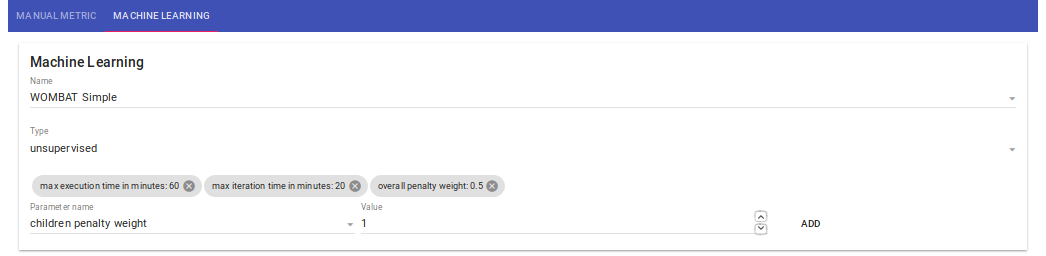 MANUAL METRIC MACHINE LEARNING
Machine Learning
Name
WOMBAT Simple
Type
unsupervised
max execution time in minutes: 60 max iteration time in minutes: 20 overall penalty weight: 0.5
Parameter name Value
children penalty weight 1 ADD